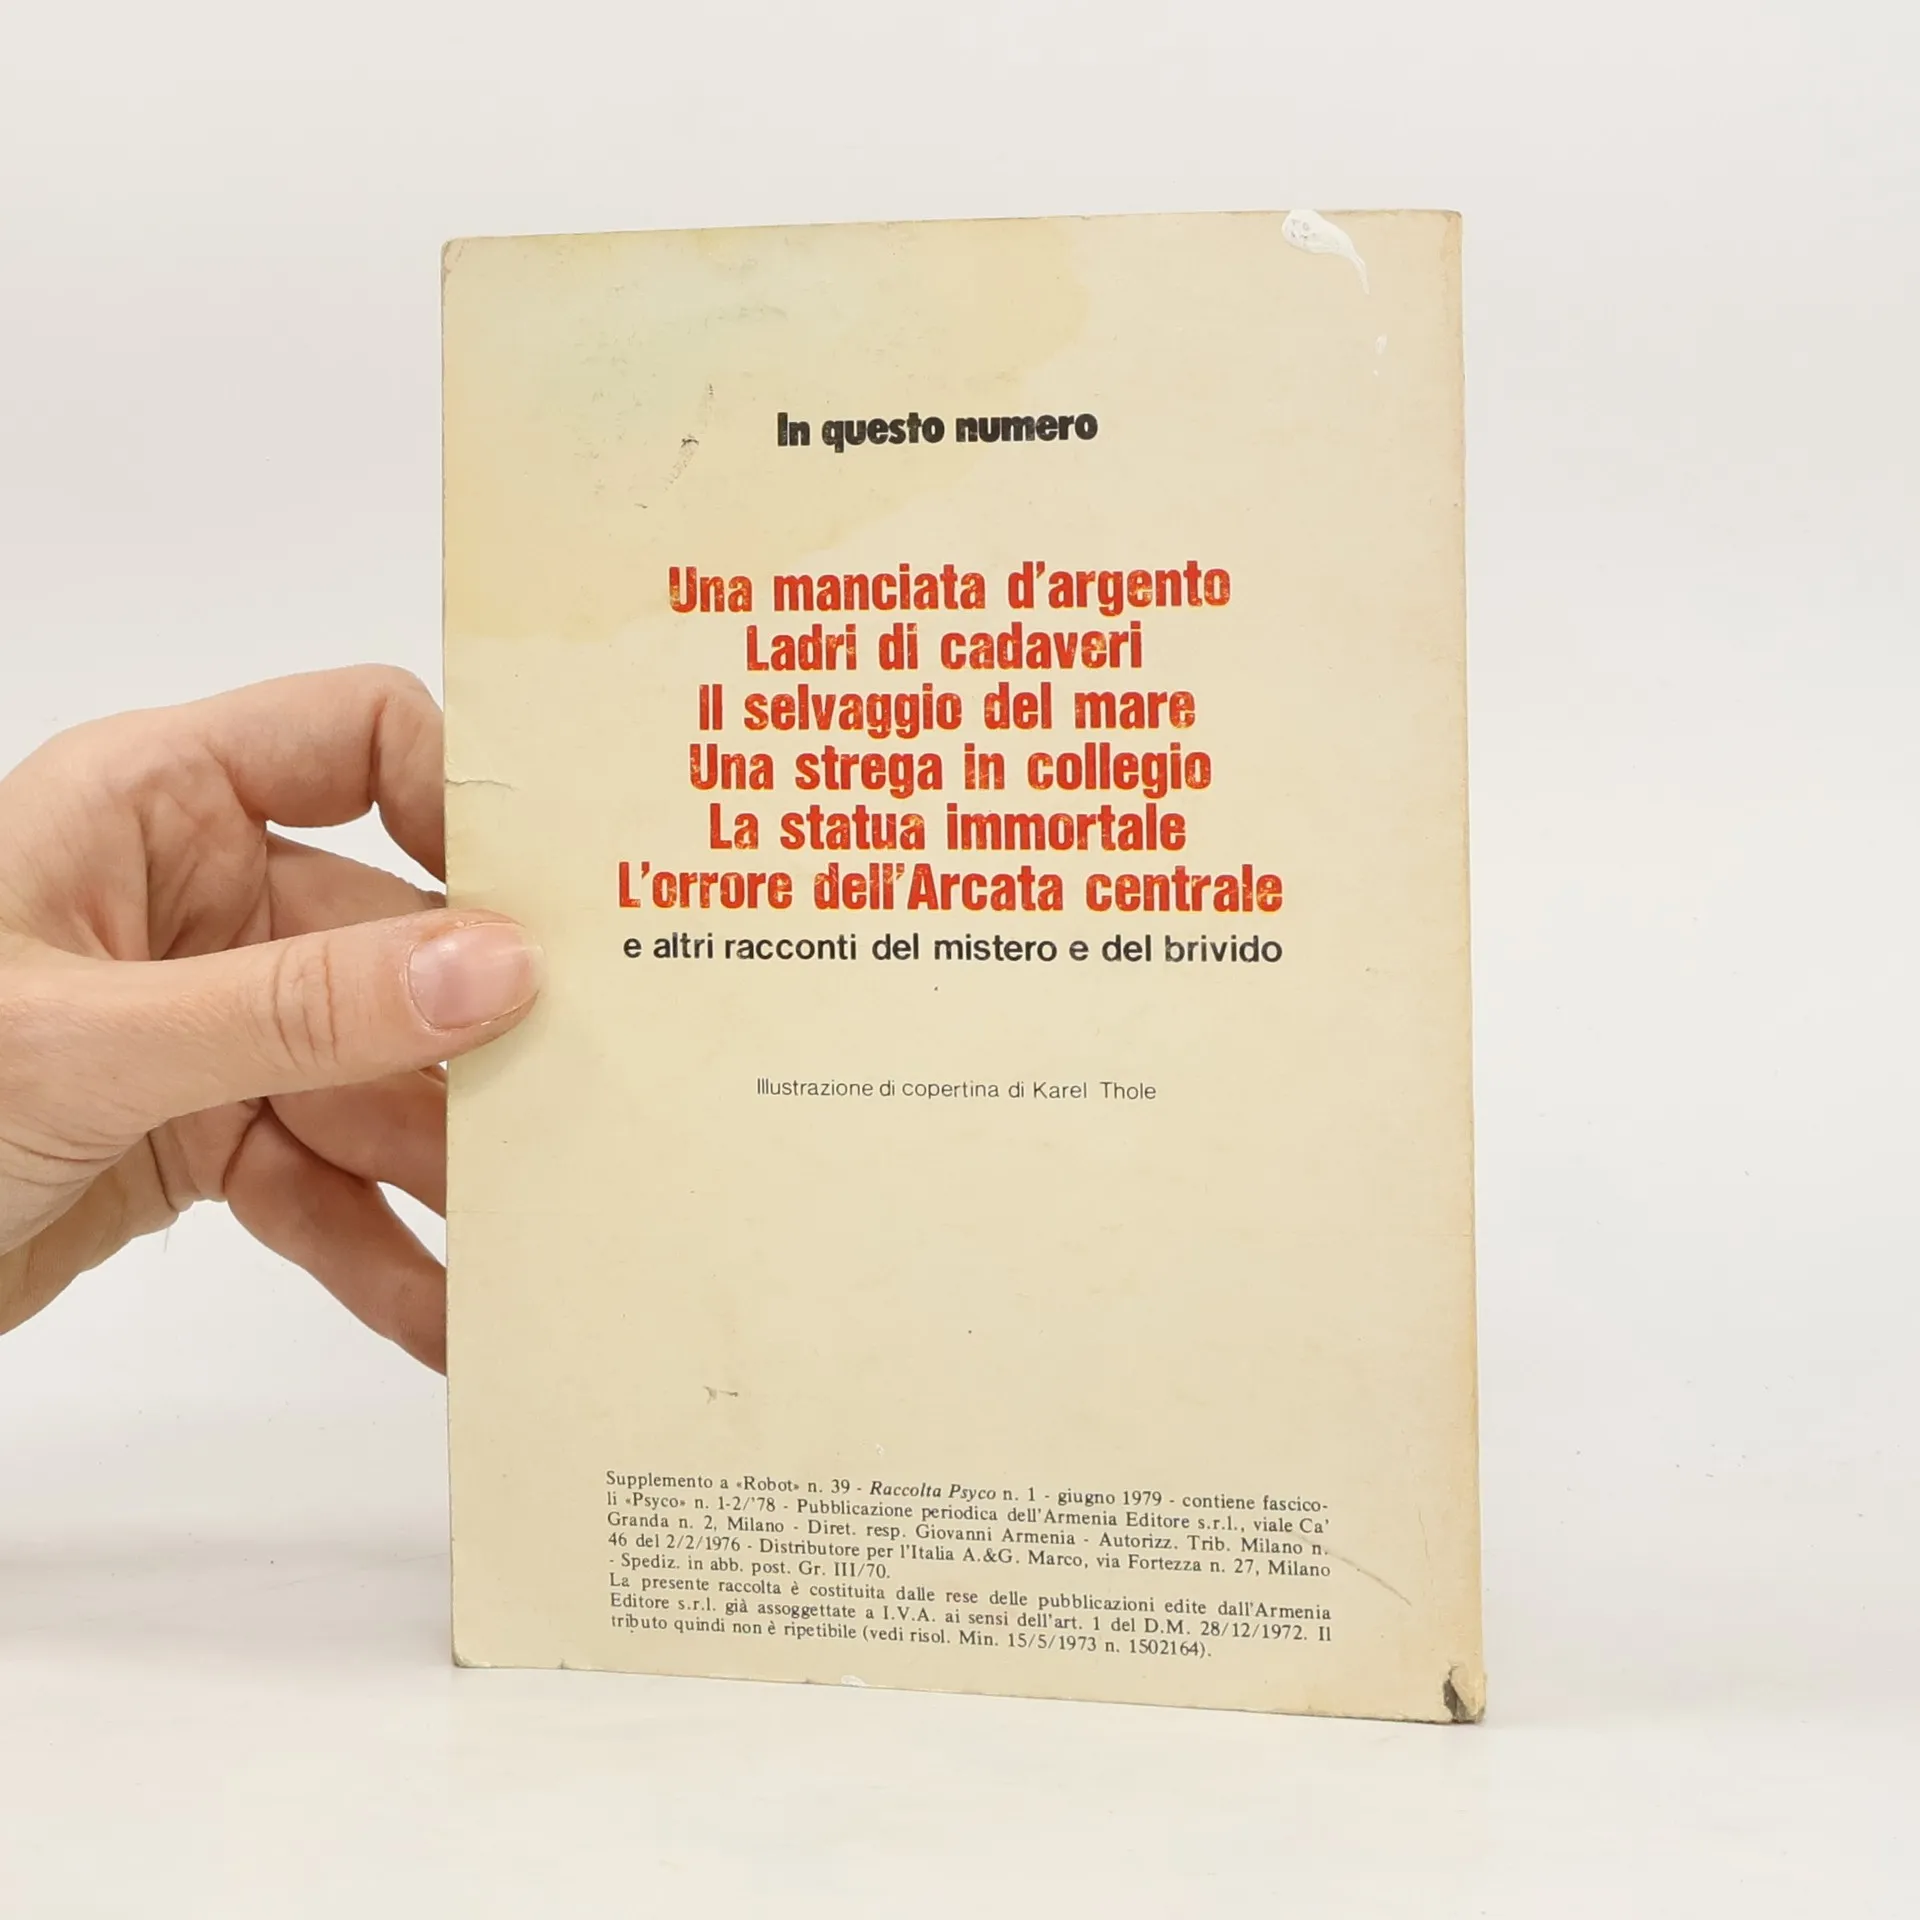 In questo numero
Una manciata d'argento
Ladri di cadaveri
Il selvaggio del mare
Una strega in collegio
La statua immortale
L'orrore dell'Arcata centrale
e altri racconti del mistero e del brivido
Illustrazione di copertina di Karel Thole
Supplemento a «Robot» n. 39 - Raccolta Psyco n. 1 - giugno 1979 - contiene fascico-
li «Psyco» n. 1-2/'78 - Pubblicazione periodica dell'Armenia Editore s.r.l., viale Ca'
Granda n. 2, Milano - Diret. resp. Giovanni Armenia - Autorizz. Trib. Milano n.
46 del 2/2/1976 - Distributore per l'Italia A.&G. Marco, via Fortezza n. 27, Milano
- Spediz. in abb. post. Gr. III/70.
La presente raccolta è costituita dalle rese delle pubblicazioni edite dall'Armenia
Editore s.r.l. già assoggettate a I.V.A. ai sensi dell'art. 1 del D.M. 28/12/1972. Il
tributo quindi non è ripetibile (vedi risol. Min. 15/5/1973 n. 1502164).